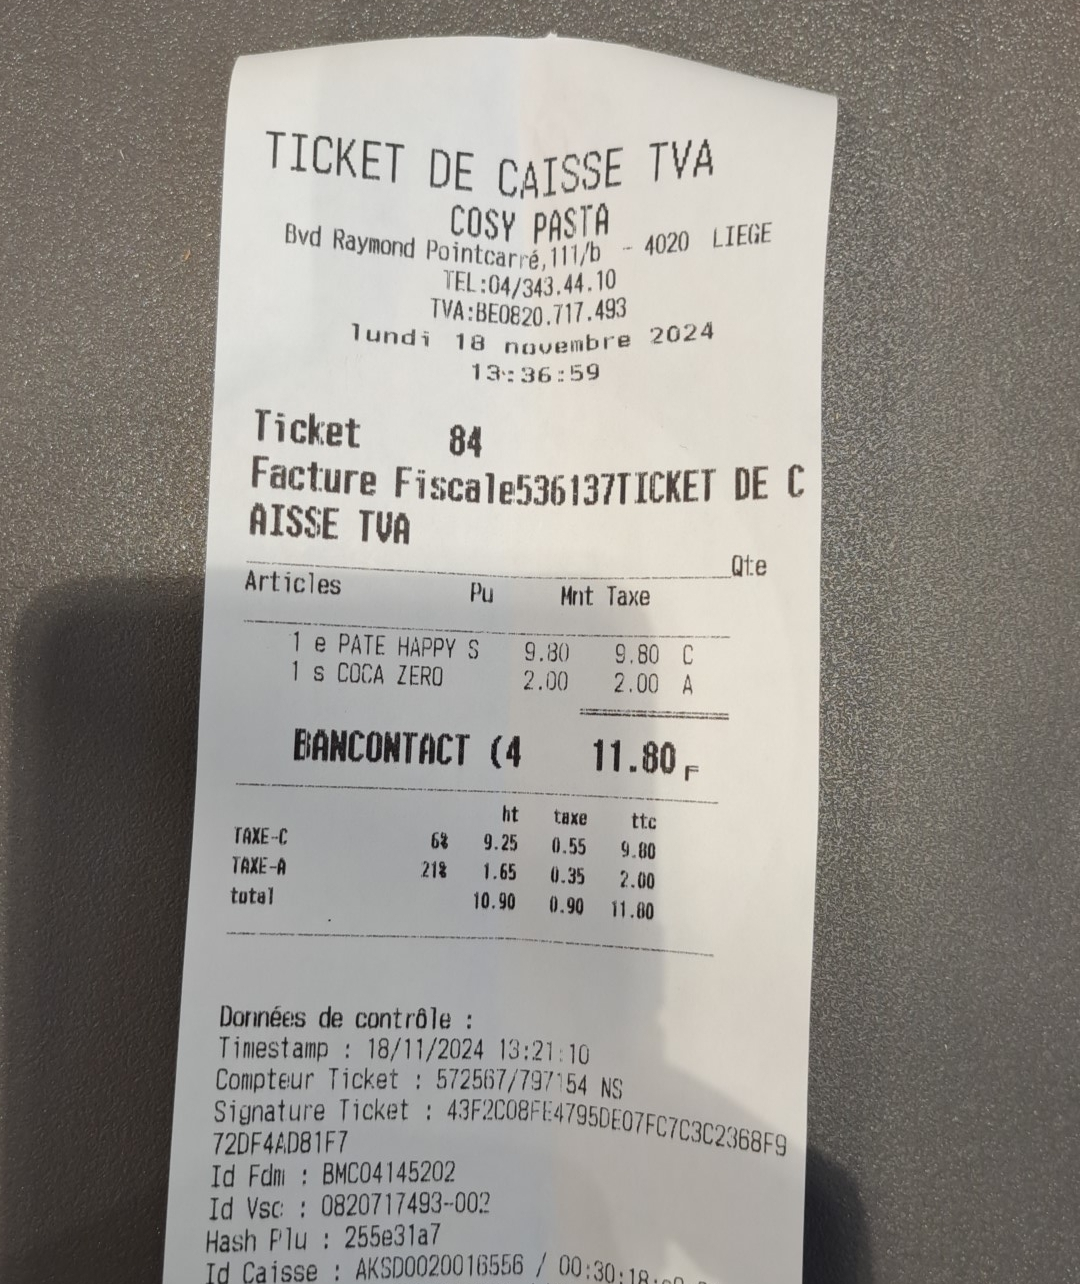 TICKET DE CAISSE TVA
COSY PASTA
Bvd Raymond Pointcarré,111/b - 4020 LIEGE
TEL:04/343.44.10
TVA:BE0820.717.493
lundi 18 novembre 2024
13:36:59
Ticket 84
Facture Fiscale536137TICKET DE C
AISSE TVA
Qte
Articles Pu Mnt Taxe
1 e PATE HAPPY S 9.80 9.80 C
1 s COCA ZERO 2.00 2.00 A
BANCONTACT (4 11.80 F
ht taxe ttc
TAXE-C 6% 9.25 0.55 9.80
TAXE-A 21% 1.65 0.35 2.00
total 10.90 0.90 11.80
Données de contrôle :
Timestamp : 18/11/2024 13:21:10
Compteur Ticket : 572567/797154 NS
Signature Ticket : 43F2C08FE4795DE07FC7C3C2368F9
72DF4AD81F7
Id Fdm : BMC04145202
Id Vsc : 0820717493-002
Hash Plu : 255e31a7
Id Caisse : AKSD0020016556 / 00:30:18: